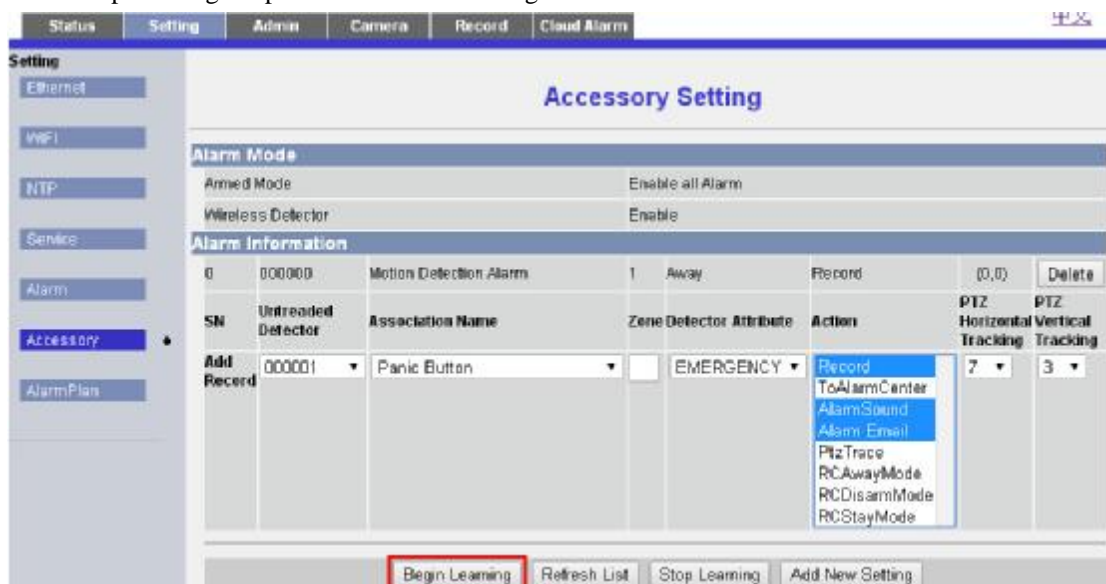 Status Setting Admin Camera Record Cloud Alarm 中文
Setting
Ethernet
WIFI
NTP
Service
Alarm
Accessory
AlarmPlan
Accessory Setting
Alarm Mode
Armed Mode Enable all Alarm
Wireless Detector Enable
Alarm Information
0 000000 Motion Detection Alarm 1 Away Record (0,0) Delete
SN Untreaded Detector Association Name Zone Detector Attribute Action PTZ Horizontal Tracking PTZ Vertical Tracking
Add Record 000001 Panic Button EMERGENCY Record 7 3
ToAlarmCenter
AlarmSound
Alarm Email
PtzTrace
RCAwayMode
RCDisarmMode
RCStayMode
Begin Learning Refresh List Stop Learning Add New Setting